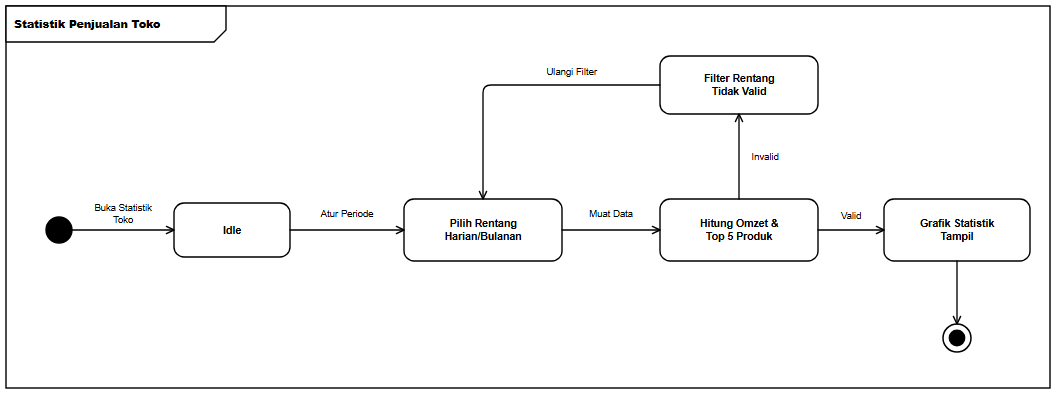 Statistik Penjualan Toko
Filter Rentang
Tidak Valid
Ulangi Filter
Invalid
Buka Statistik
Toko
Idle
Atur Periode
Pilih Rentang
Harian/Bulanan
Muat Data
Hitung Omzet &
Top 5 Produk
Valid
Grafik Statistik
Tampil